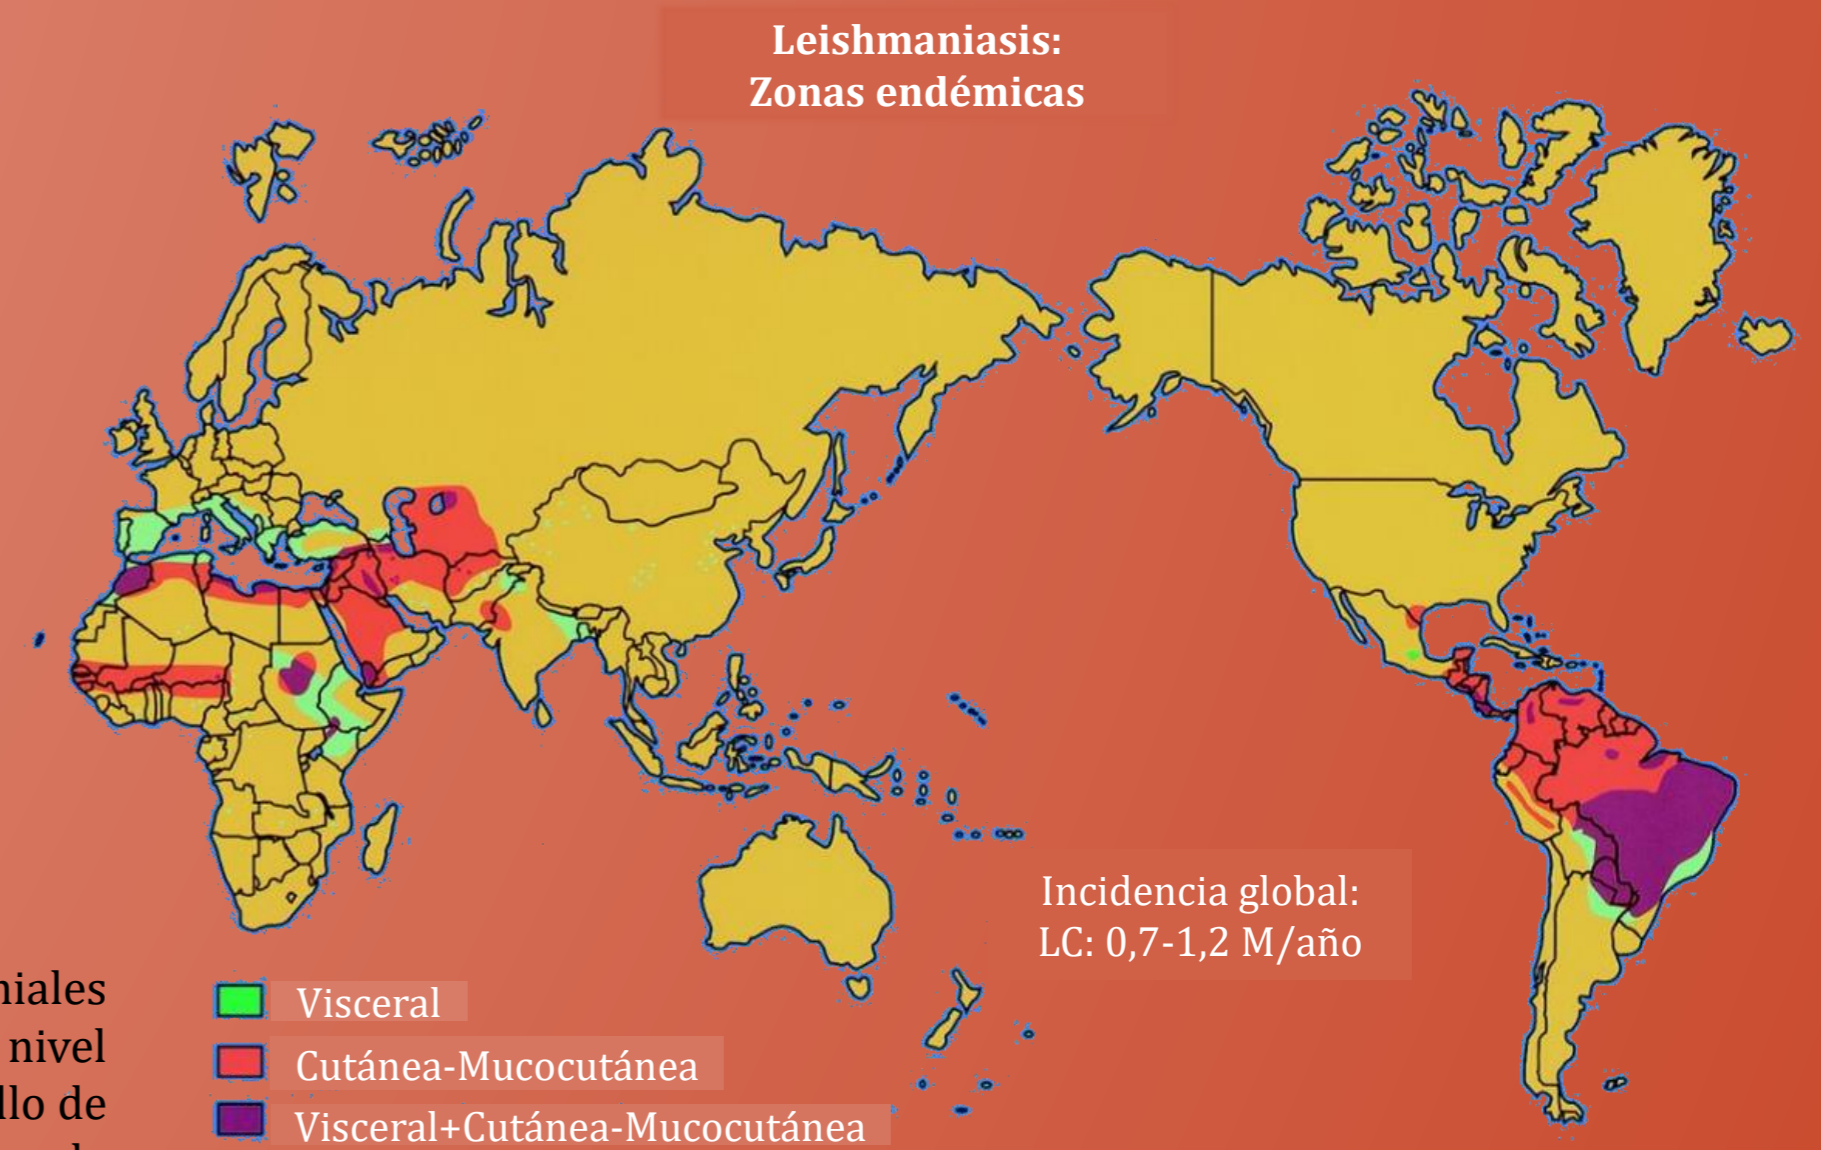 Leishmaniasis:
Zonas endémicas
Incidencia global:
LC: 0,7-1,2 M/año
niales
nivel
llo de
Visceral
Cutánea-Mucocutánea
Visceral+Cutánea-Mucocutánea